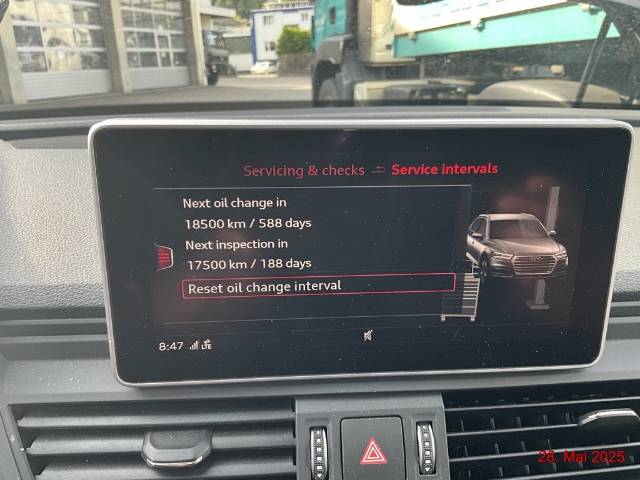 Servicing & checks Service intervals
Next oil change in
18500 km / 588 days
Next inspection in
17500 km / 188 days
Reset oil change interval
8:47 LTE
28. Mai 2025